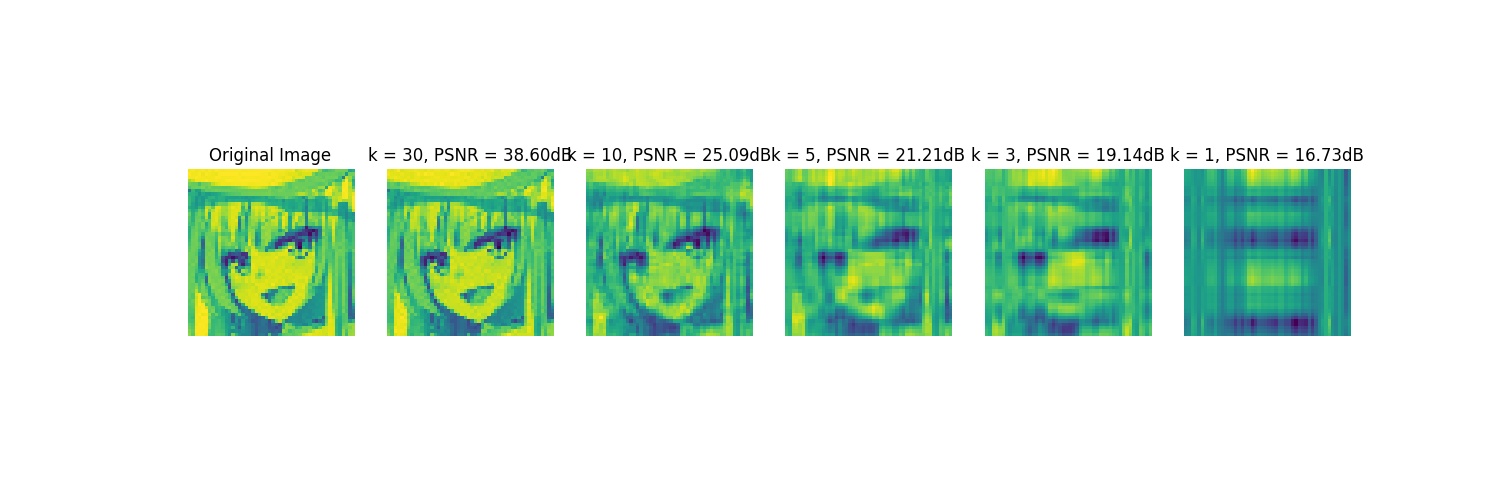 Original Image
k = 30, PSNR = 38.60dB
k = 10, PSNR = 25.09dB
k = 5, PSNR = 21.21dB
k = 3, PSNR = 19.14dB
k = 1, PSNR = 16.73dB